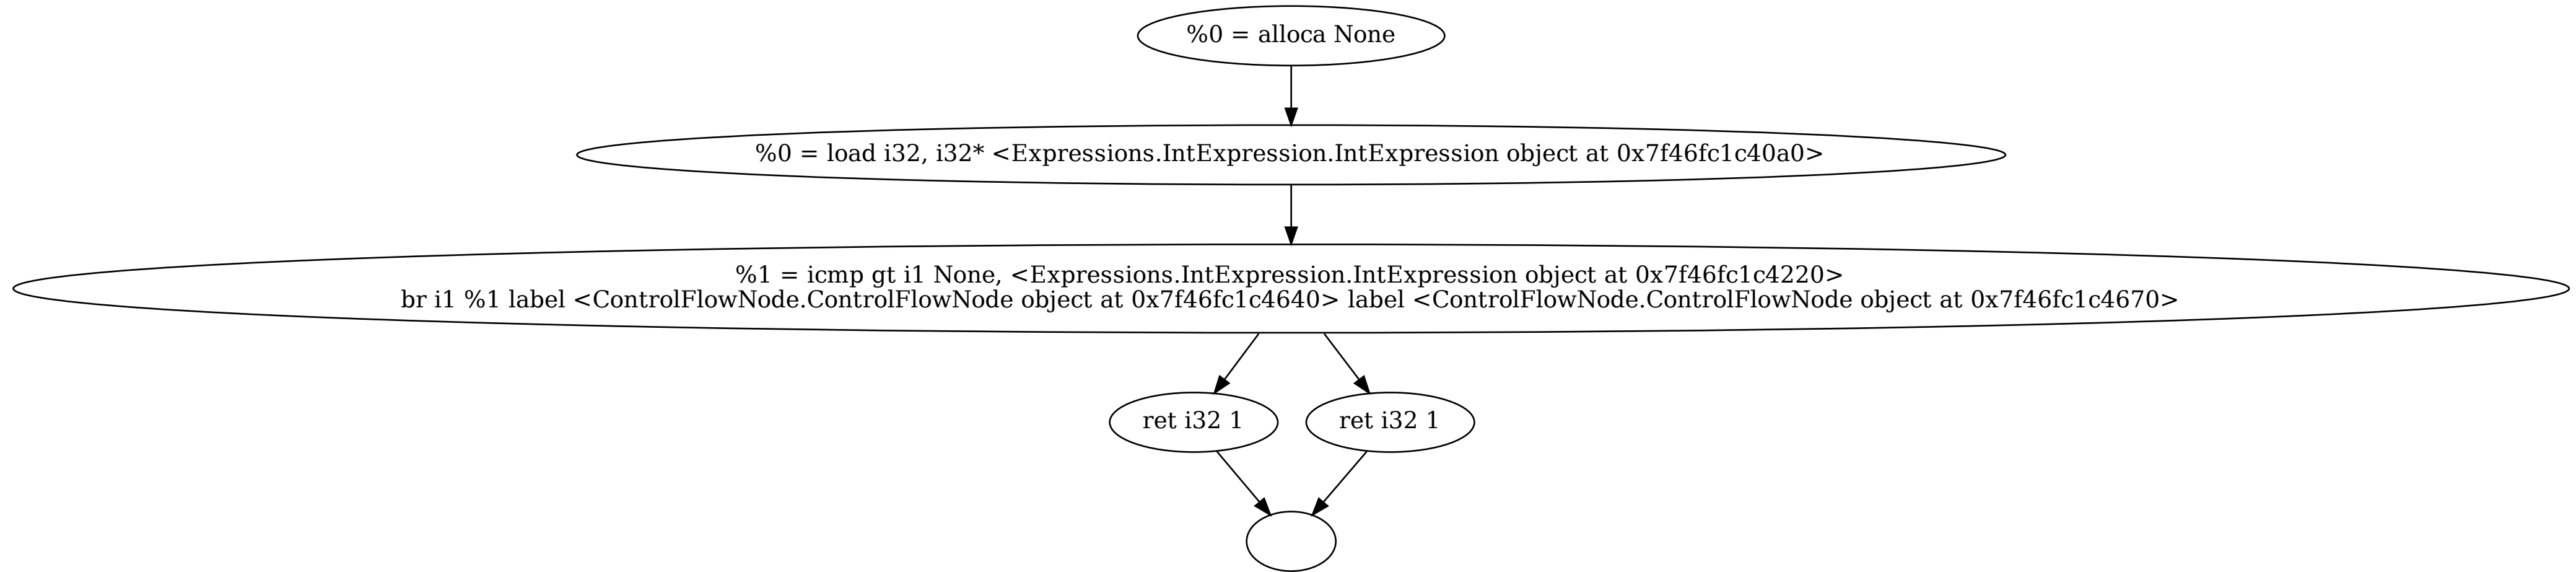 %0 = alloca None
%0 = load i32, i32* <Expressions.IntExpression.IntExpression object at 0x7f46fc1c40a0>
%1 = icmp gt i1 None, <Expressions.IntExpression.IntExpression object at 0x7f46fc1c4220>
br i1 %1 label <ControlFlowNode.ControlFlowNode object at 0x7f46fc1c4640> label <ControlFlowNode.ControlFlowNode object at 0x7f46fc1c4670>
ret i32 1
ret i32 1